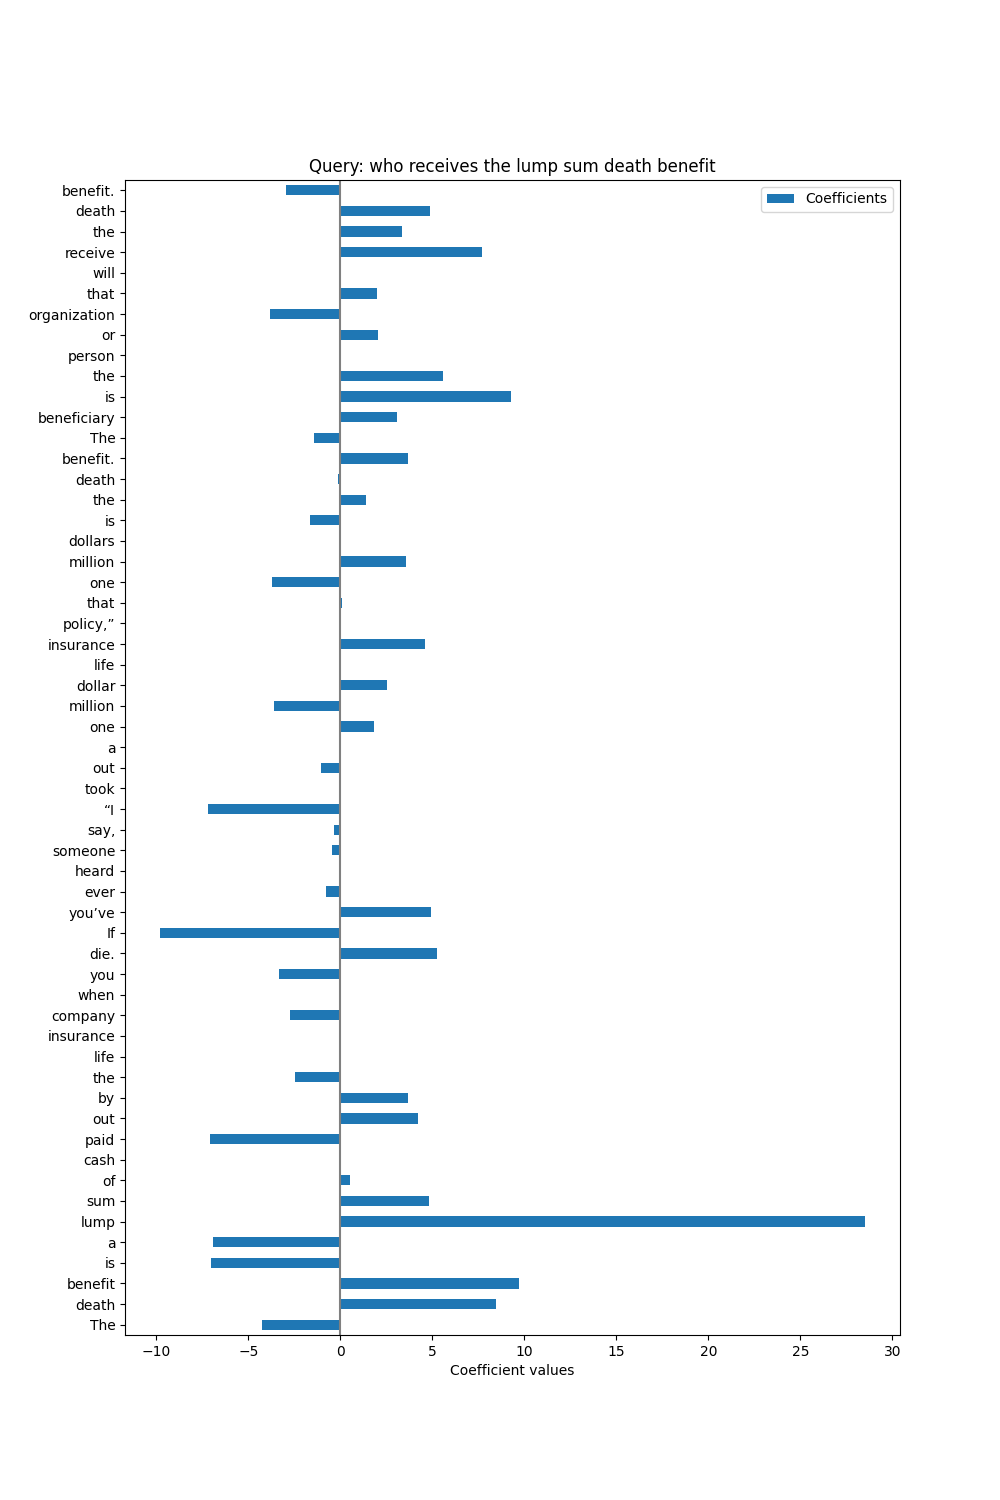 Query: who receives the lump sum death benefit
Coefficients
benefit.
death
the
receive
will
that
organization
or
person
the
is
beneficiary
The
benefit.
death
the
is
dollars
million
one
that
policy,”
insurance
life
dollar
million
one
a
out
took
“I
say,
someone
heard
ever
you’ve
If
die.
you
when
company
insurance
life
the
by
out
paid
cash
of
sum
lump
a
is
benefit
death
The
−10 −5 0 5 10 15 20 25 30
Coefficient values